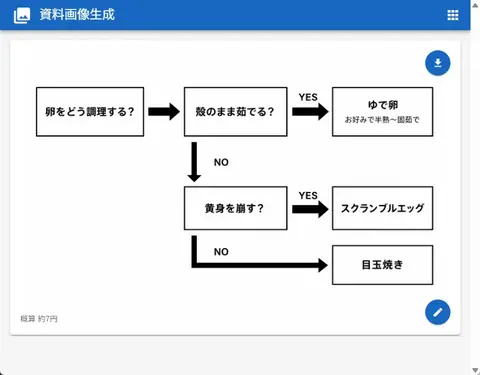 資料画像生成
卵をどう調理する？
殻のまま茹でる？
YES
ゆで卵
お好みで半熟〜固茹で
NO
黄身を崩す？
YES
スクランブルエッグ
NO
目玉焼き
概算 約7円